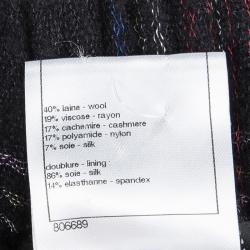 40% laine - wool
19% viscose - rayon
17% cachemire - cashmere
17% polyamide - nylon
7% soie - silk
doublure - lining :
86% soie - silk
14% elasthanne - spandex
806689